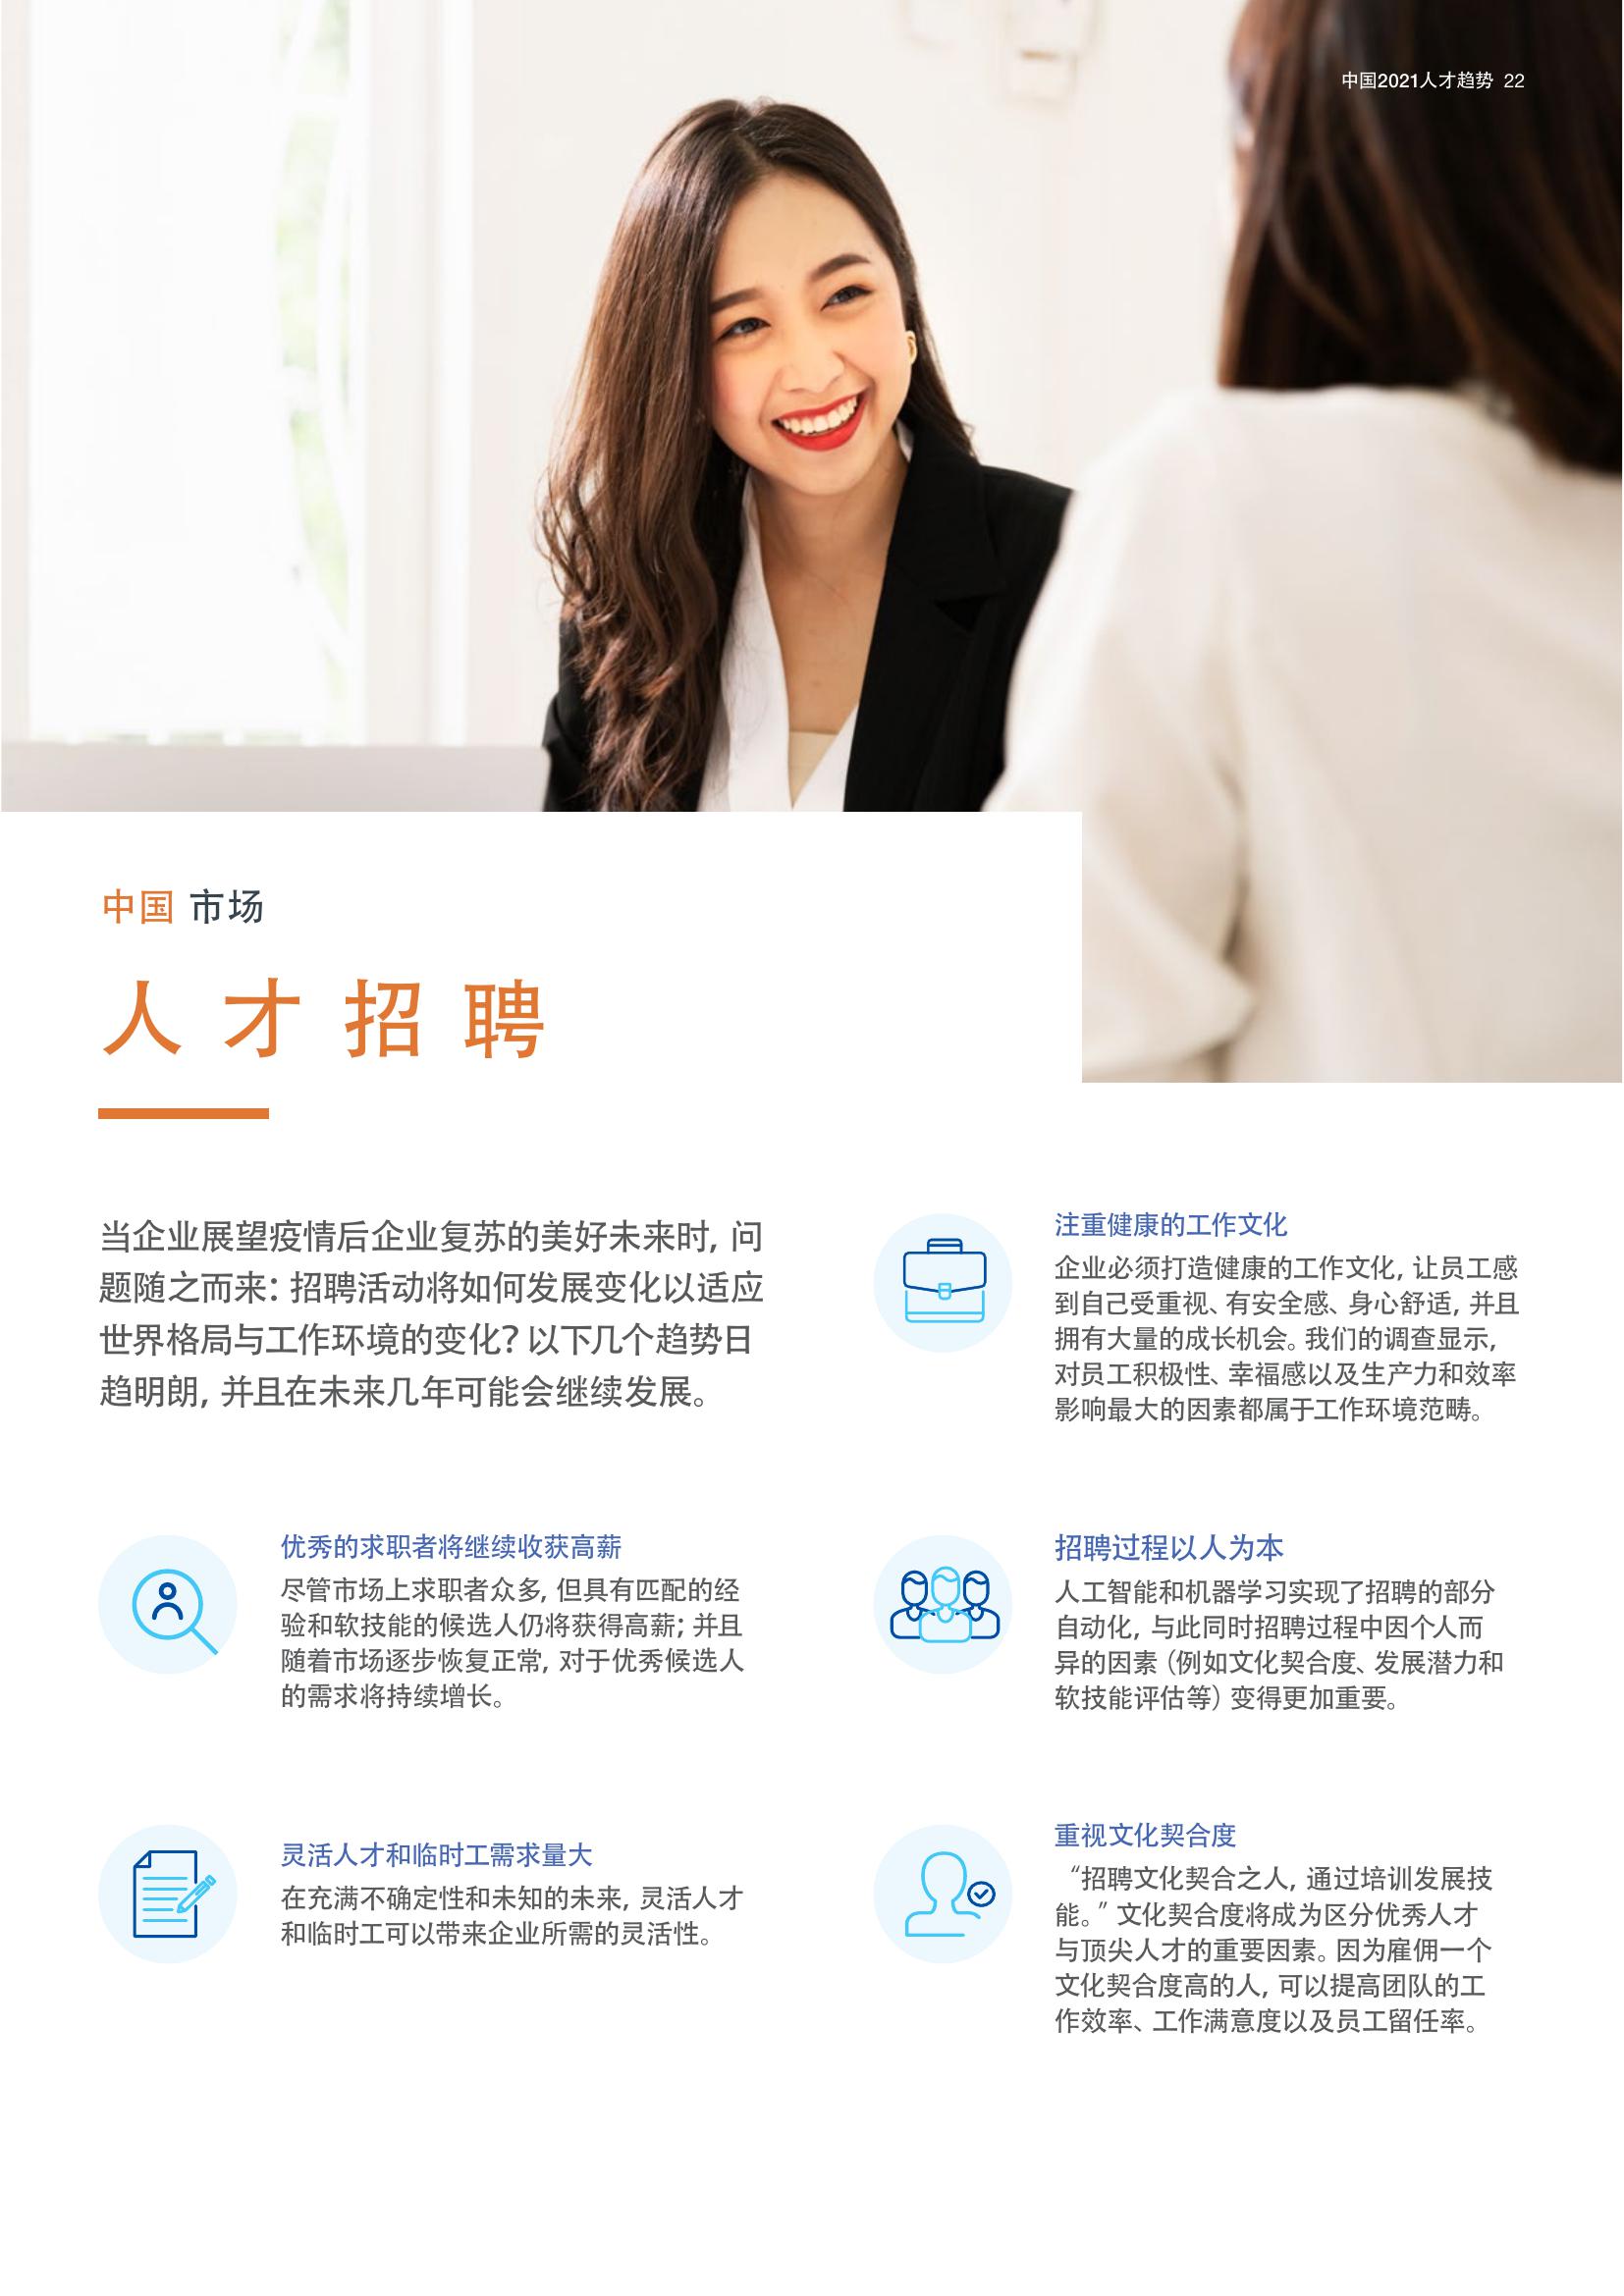 中国2021人才趋势 22
中国 市场
人才招聘
当企业展望疫情后企业复苏的美好未来时, 问
题随之而来: 招聘活动将如何发展变化以适应
世界格局与工作环境的变化? 以下几个趋势日
趋明朗, 并且在未来几年可能会继续发展。
优秀的求职者将继续收获高薪
尽管市场上求职者众多, 但具有匹配的经
验和软技能的候选人仍将获得高薪; 并且
随着市场逐步恢复正常, 对于优秀候选人
的需求将持续增长。
灵活人才和临时工需求量大
在充满不确定性和未知的未来, 灵活人才
和临时工可以带来企业所需的灵活性。
注重健康的工作文化
企业必须打造健康的工作文化, 让员工感
到自己受重视、有安全感、身心舒适, 并且
拥有大量的成长机会。我们的调查显示,
对员工积极性、幸福感以及生产力和效率
影响最大的因素都属于工作环境范畴。
招聘过程以人为本
人工智能和机器学习实现了招聘的部分
自动化, 与此同时招聘过程中因个人而
异的因素 (例如文化契合度、发展潜力和
软技能评估等) 变得更加重要。
重视文化契合度
“招聘文化契合之人, 通过培训发展技
能。” 文化契合度将成为区分优秀人才
与顶尖人才的重要因素。因为雇佣一个
文化契合度高的人, 可以提高团队的工
作效率、工作满意度以及员工留任率。